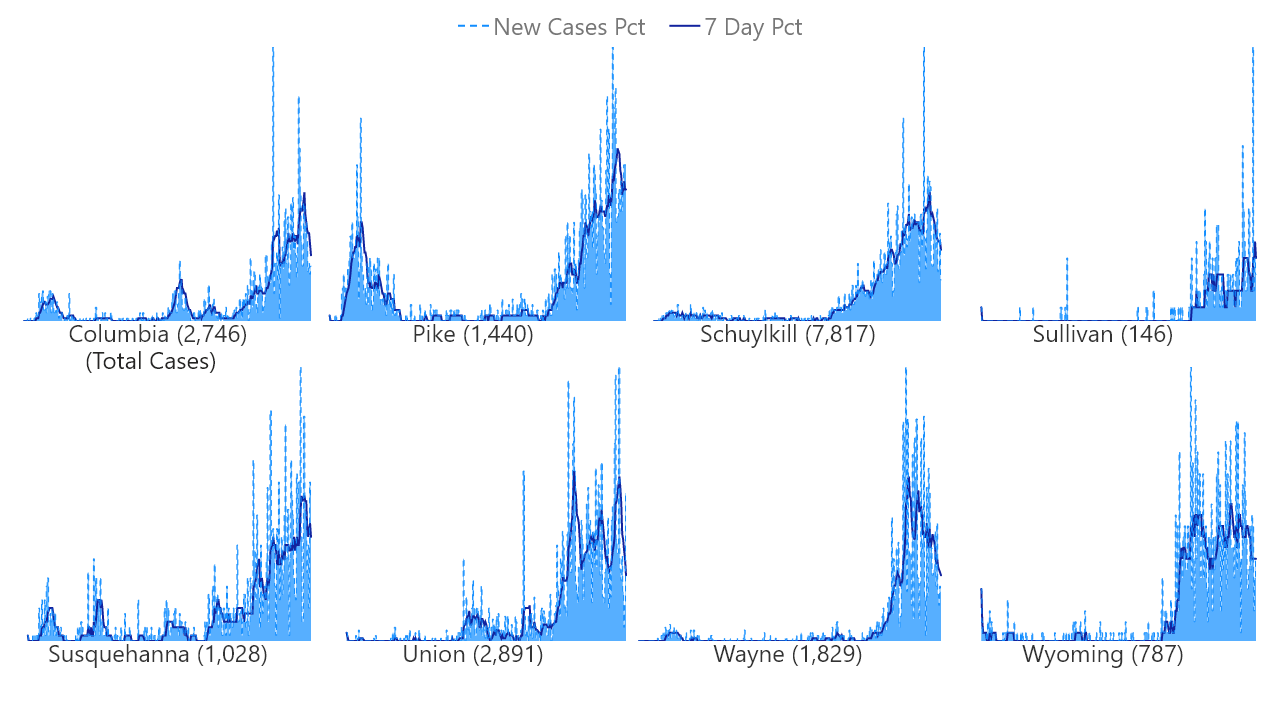 New Cases Pct 7 Day Pct
Columbia (2,746)
(Total Cases)
Pike (1,440)
Schuylkill (7,817)
Sullivan (146)
Susquehanna (1,028)
Union (2,891)
Wayne (1,829)
Wyoming (787)